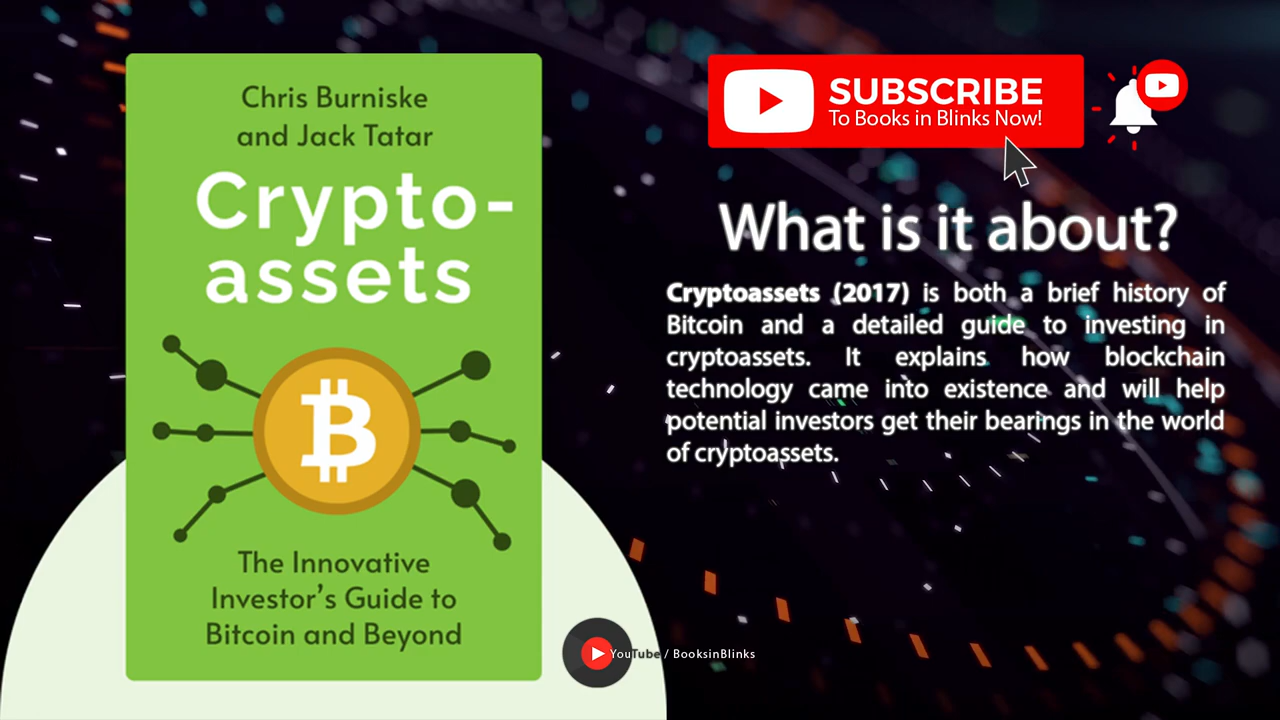 Chris Burniske
and Jack Tatar
Crypto-
assets
The Innovative
Investor's Guide to
Bitcoin and Beyond
SUBSCRIBE
To Books in Blinks Now!
What is it about?
Cryptoassets (2017) is both a brief history of
Bitcoin and a detailed guide to investing in
cryptoassets. It explains how blockchain
technology came into existence and will help
potential investors get their bearings in the world
of cryptoassets.
YouTube / BooksinBlinks